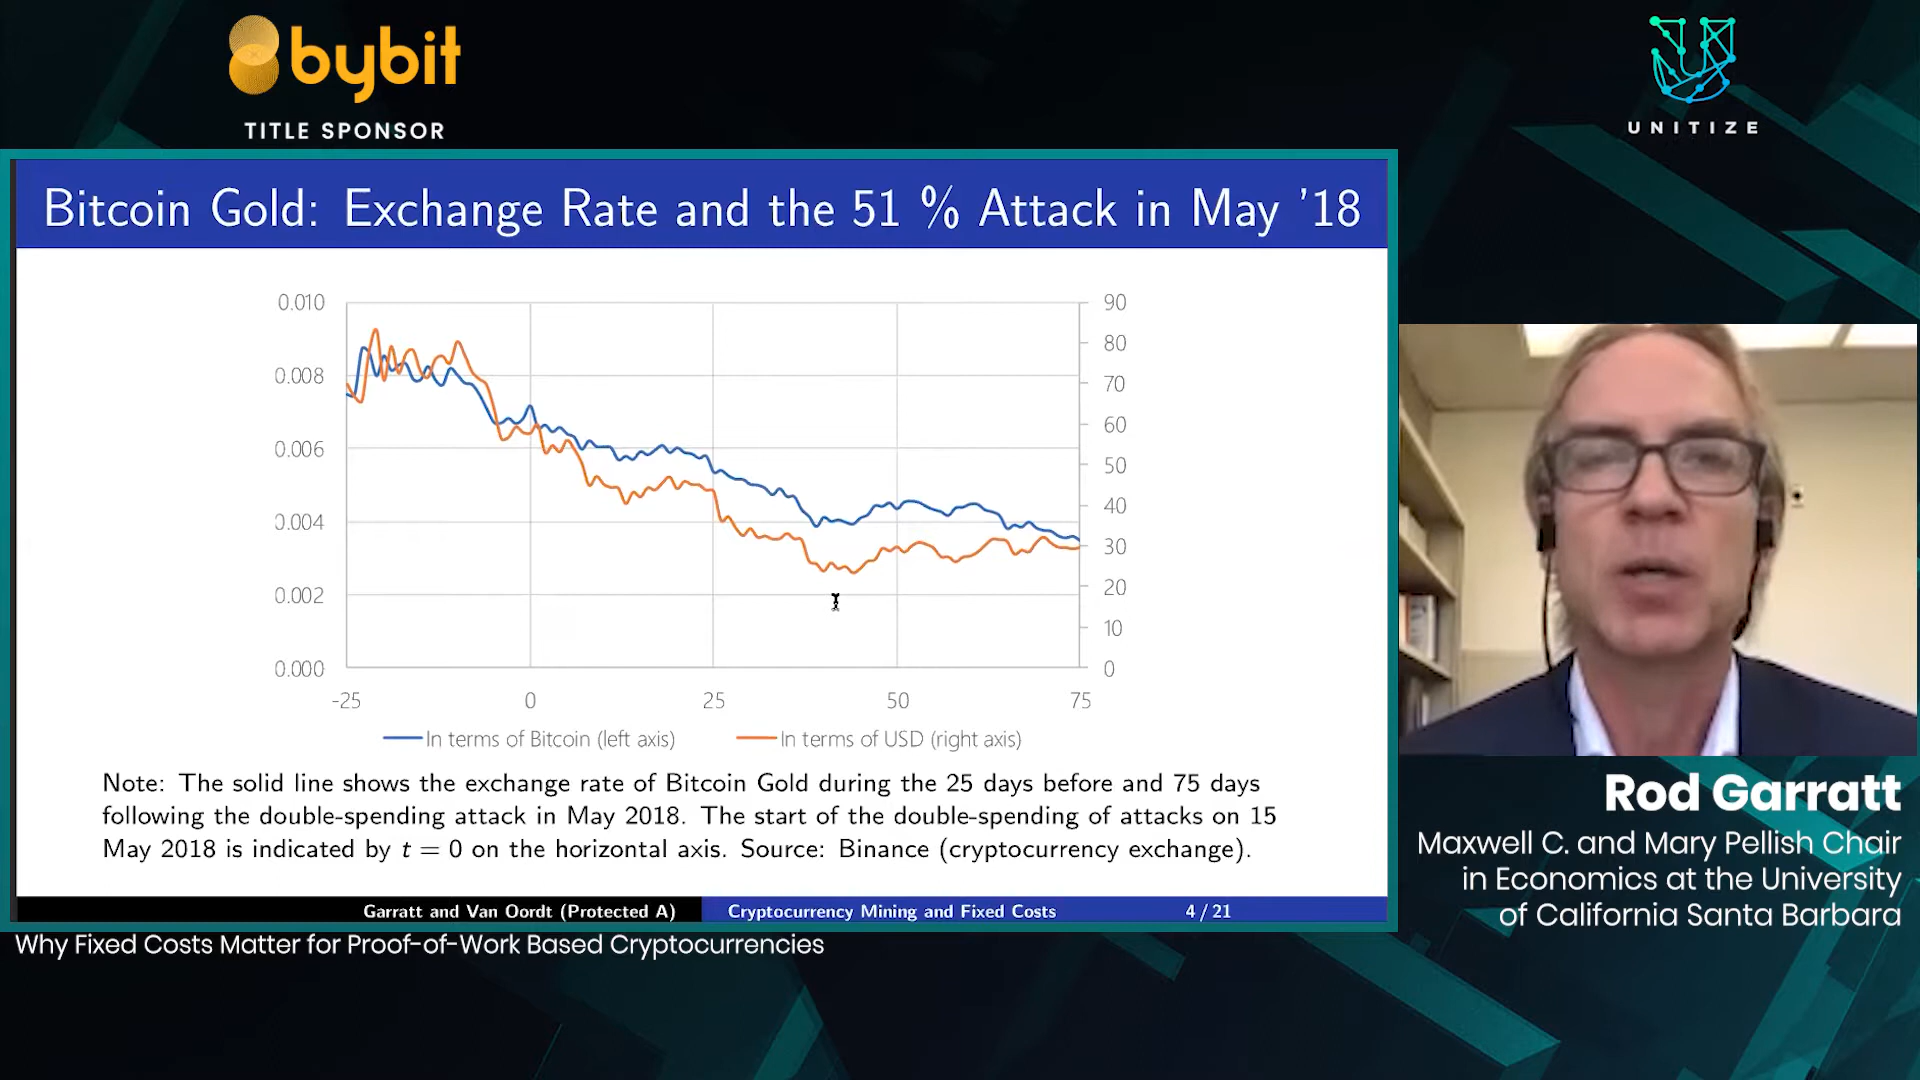 bybit
TITLE SPONSOR
UNITIZE
Bitcoin Gold: Exchange Rate and the 51 % Attack in May '18
0.010
0.008
0.006
0.004
0.002
0.000
90
80
70
60
50
40
30
20
10
0
-25 0 25 50 75
In terms of Bitcoin (left axis) In terms of USD (right axis)
Note: The solid line shows the exchange rate of Bitcoin Gold during the 25 days before and 75 days
following the double-spending attack in May 2018. The start of the double-spending of attacks on 15
May 2018 is indicated by t = 0 on the horizontal axis. Source: Binance (cryptocurrency exchange).
Garratt and Van Oordt (Protected A) Cryptocurrency Mining and Fixed Costs 4 / 21
Why Fixed Costs Matter for Proof-of-Work Based Cryptocurrencies
Rod Garratt
Maxwell C. and Mary Pellish Chair
in Economics at the University
of California Santa Barbara